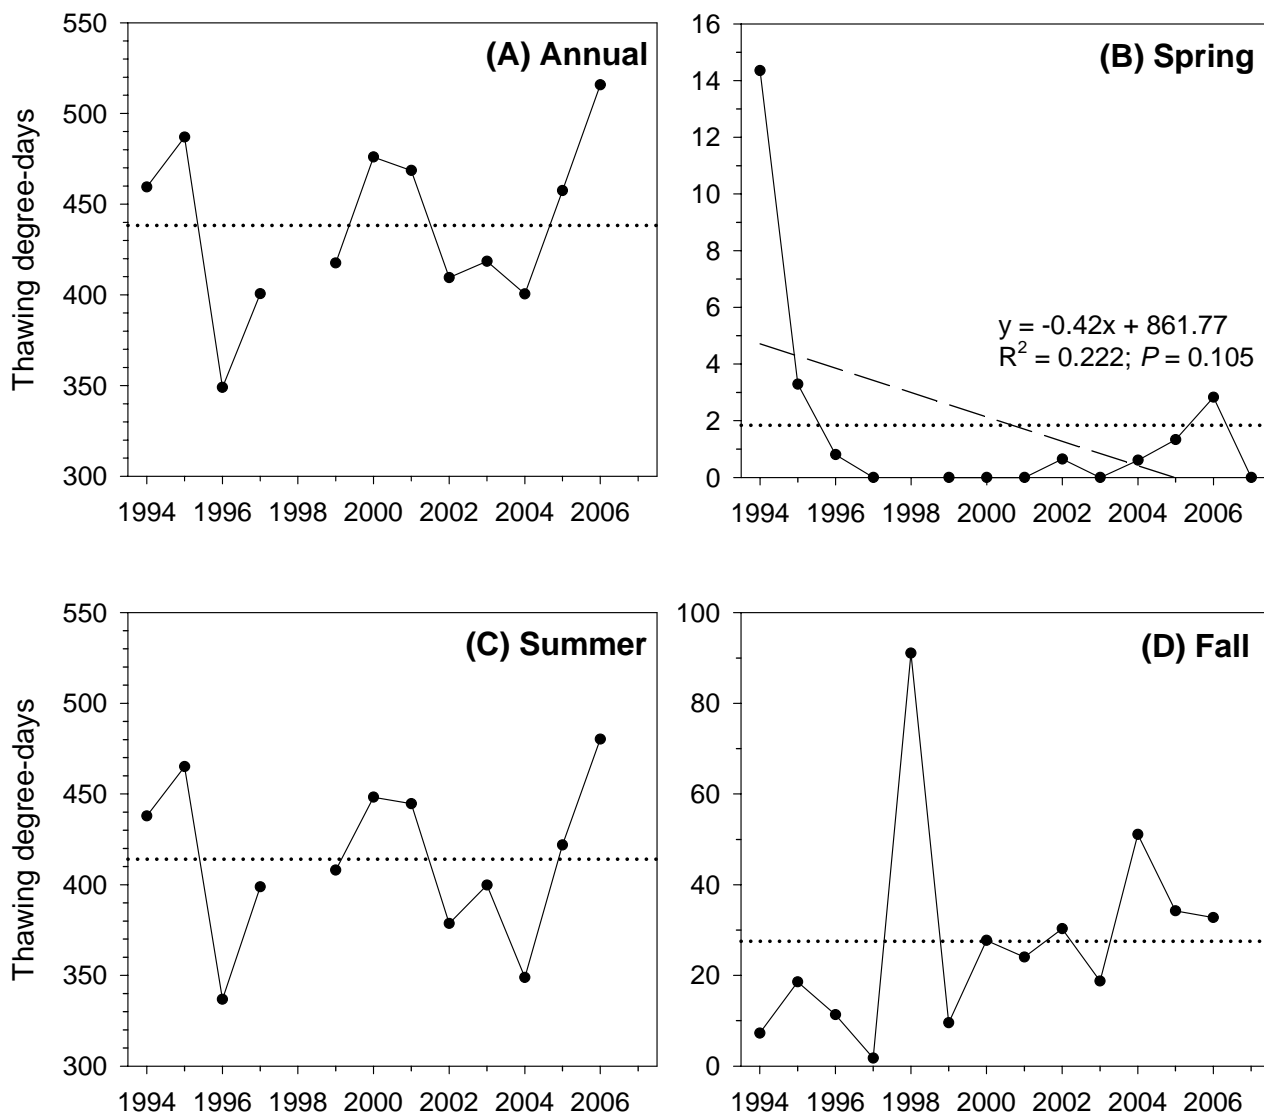 (A) Annual
Thawing degree-days
550
500
450
400
350
300
1994 1996 1998 2000 2002 2004 2006
(B) Spring
16
14
12
10
8
6
4
2
0
y = -0.42x + 861.77
R² = 0.222; P = 0.105
1994 1996 1998 2000 2002 2004 2006
(C) Summer
Thawing degree-days
550
500
450
400
350
300
1994 1996 1998 2000 2002 2004 2006
(D) Fall
100
80
60
40
20
0
1994 1996 1998 2000 2002 2004 2006